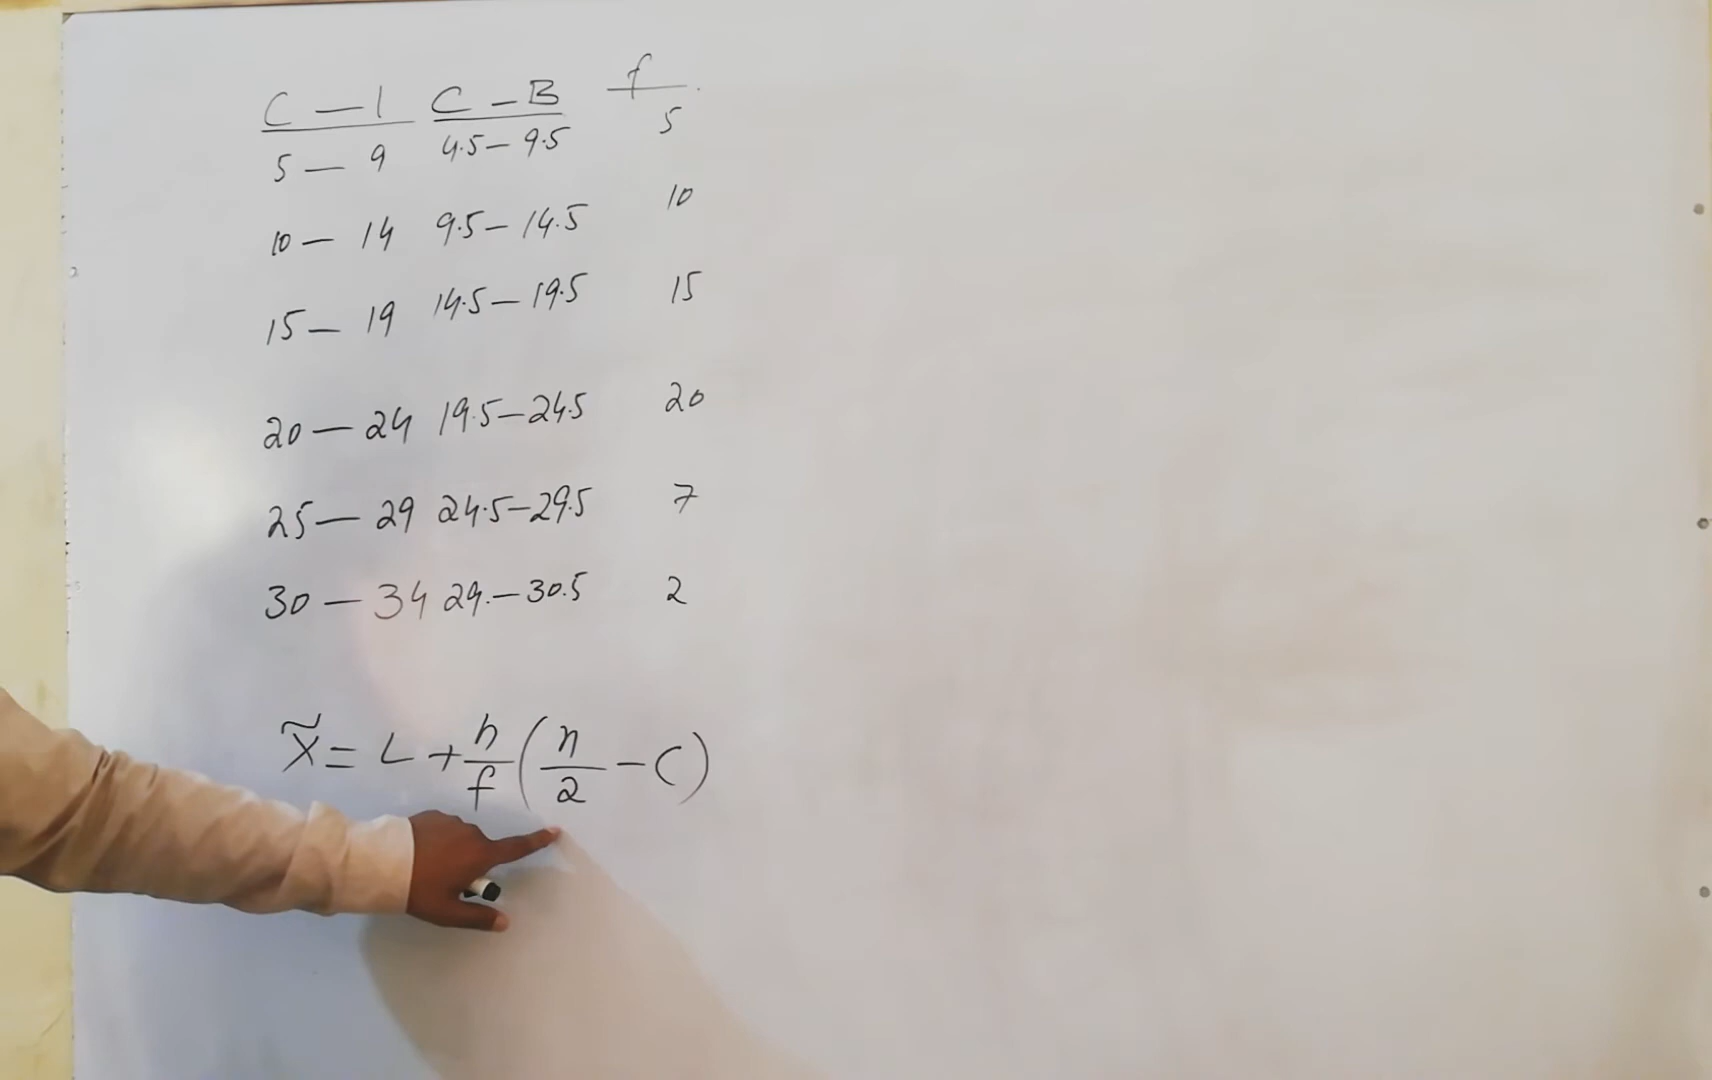 C – I C – B f
5 – 9 4.5 – 9.5 5
10 – 14 9.5 – 14.5 10
15 – 19 14.5 – 19.5 15
20 – 24 19.5 – 24.5 20
25 – 29 24.5 – 29.5 7
30 – 34 29. – 30.5 2
X̃ = L + h/f (n/2 – C)